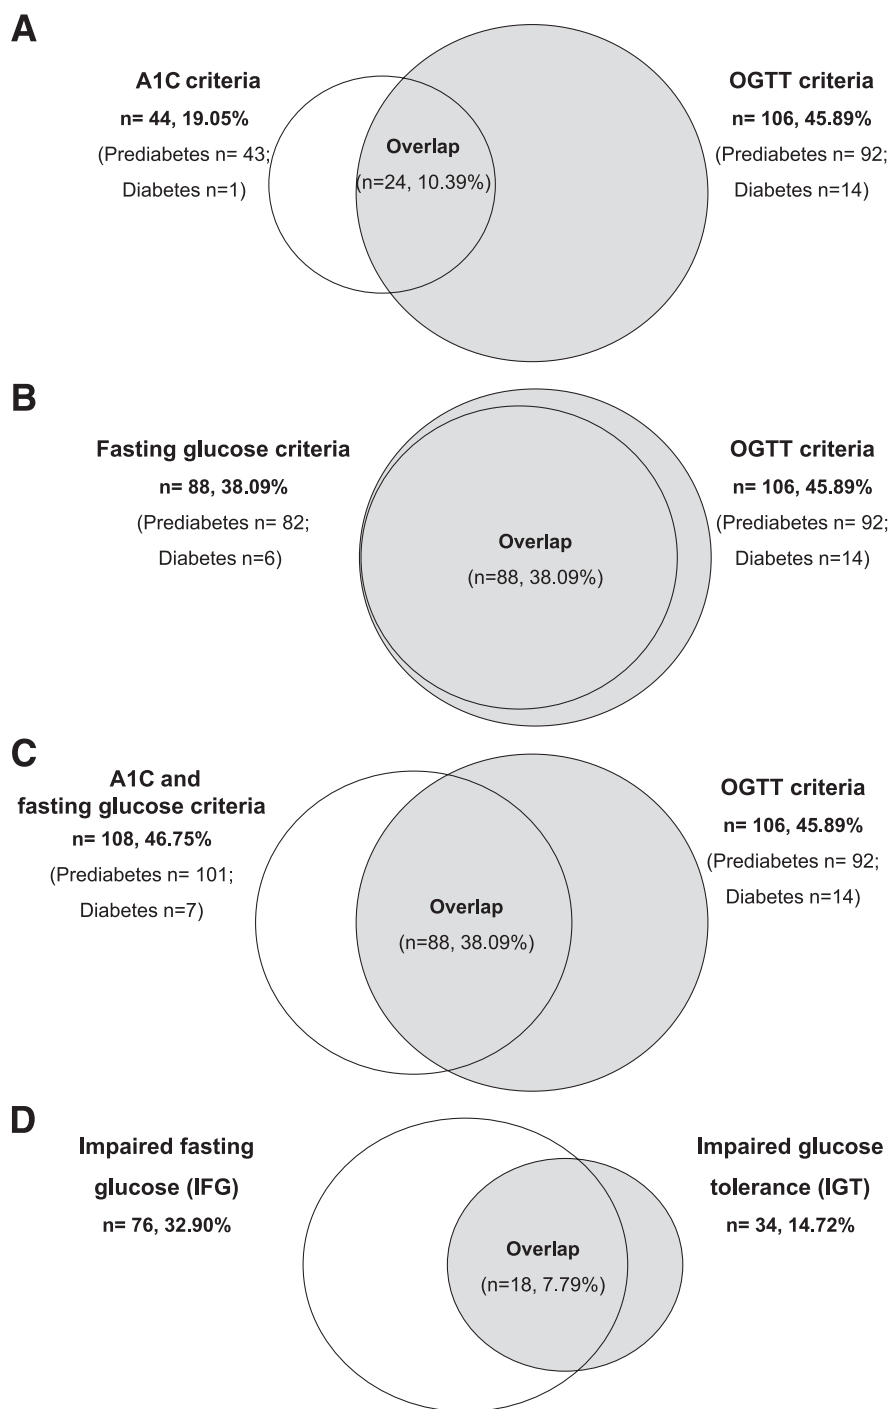 A
A1C criteria
n= 44, 19.05%
(Prediabetes n= 43;
Diabetes n=1)
Overlap
(n=24, 10.39%)
OGTT criteria
n= 106, 45.89%
(Prediabetes n= 92;
Diabetes n=14)
B
Fasting glucose criteria
n= 88, 38.09%
(Prediabetes n= 82;
Diabetes n=6)
Overlap
(n=88, 38.09%)
OGTT criteria
n= 106, 45.89%
(Prediabetes n= 92;
Diabetes n=14)
C
A1C and
fasting glucose criteria
n= 108, 46.75%
(Prediabetes n= 101;
Diabetes n=7)
Overlap
(n=88, 38.09%)
OGTT criteria
n= 106, 45.89%
(Prediabetes n= 92;
Diabetes n=14)
D
Impaired fasting
glucose (IFG)
n= 76, 32.90%
Overlap
(n=18, 7.79%)
Impaired glucose
tolerance (IGT)
n= 34, 14.72%